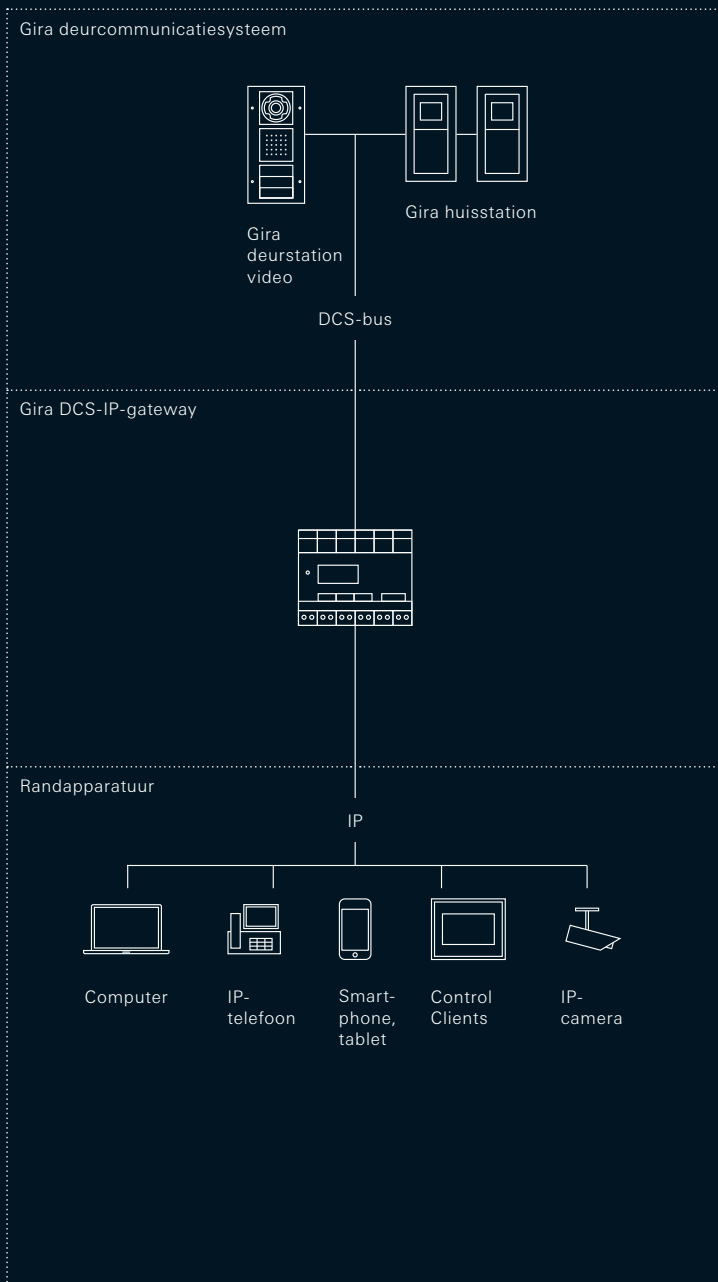 Gira deurcommunicatiesysteem
Gira huisstation
Gira
deurstation
video
DCS-bus
Gira DCS-IP-gateway
Randapparatuur
IP
Computer
IP-
telefoon
Smart-
phone,
tablet
Control
Clients
IP-
camera